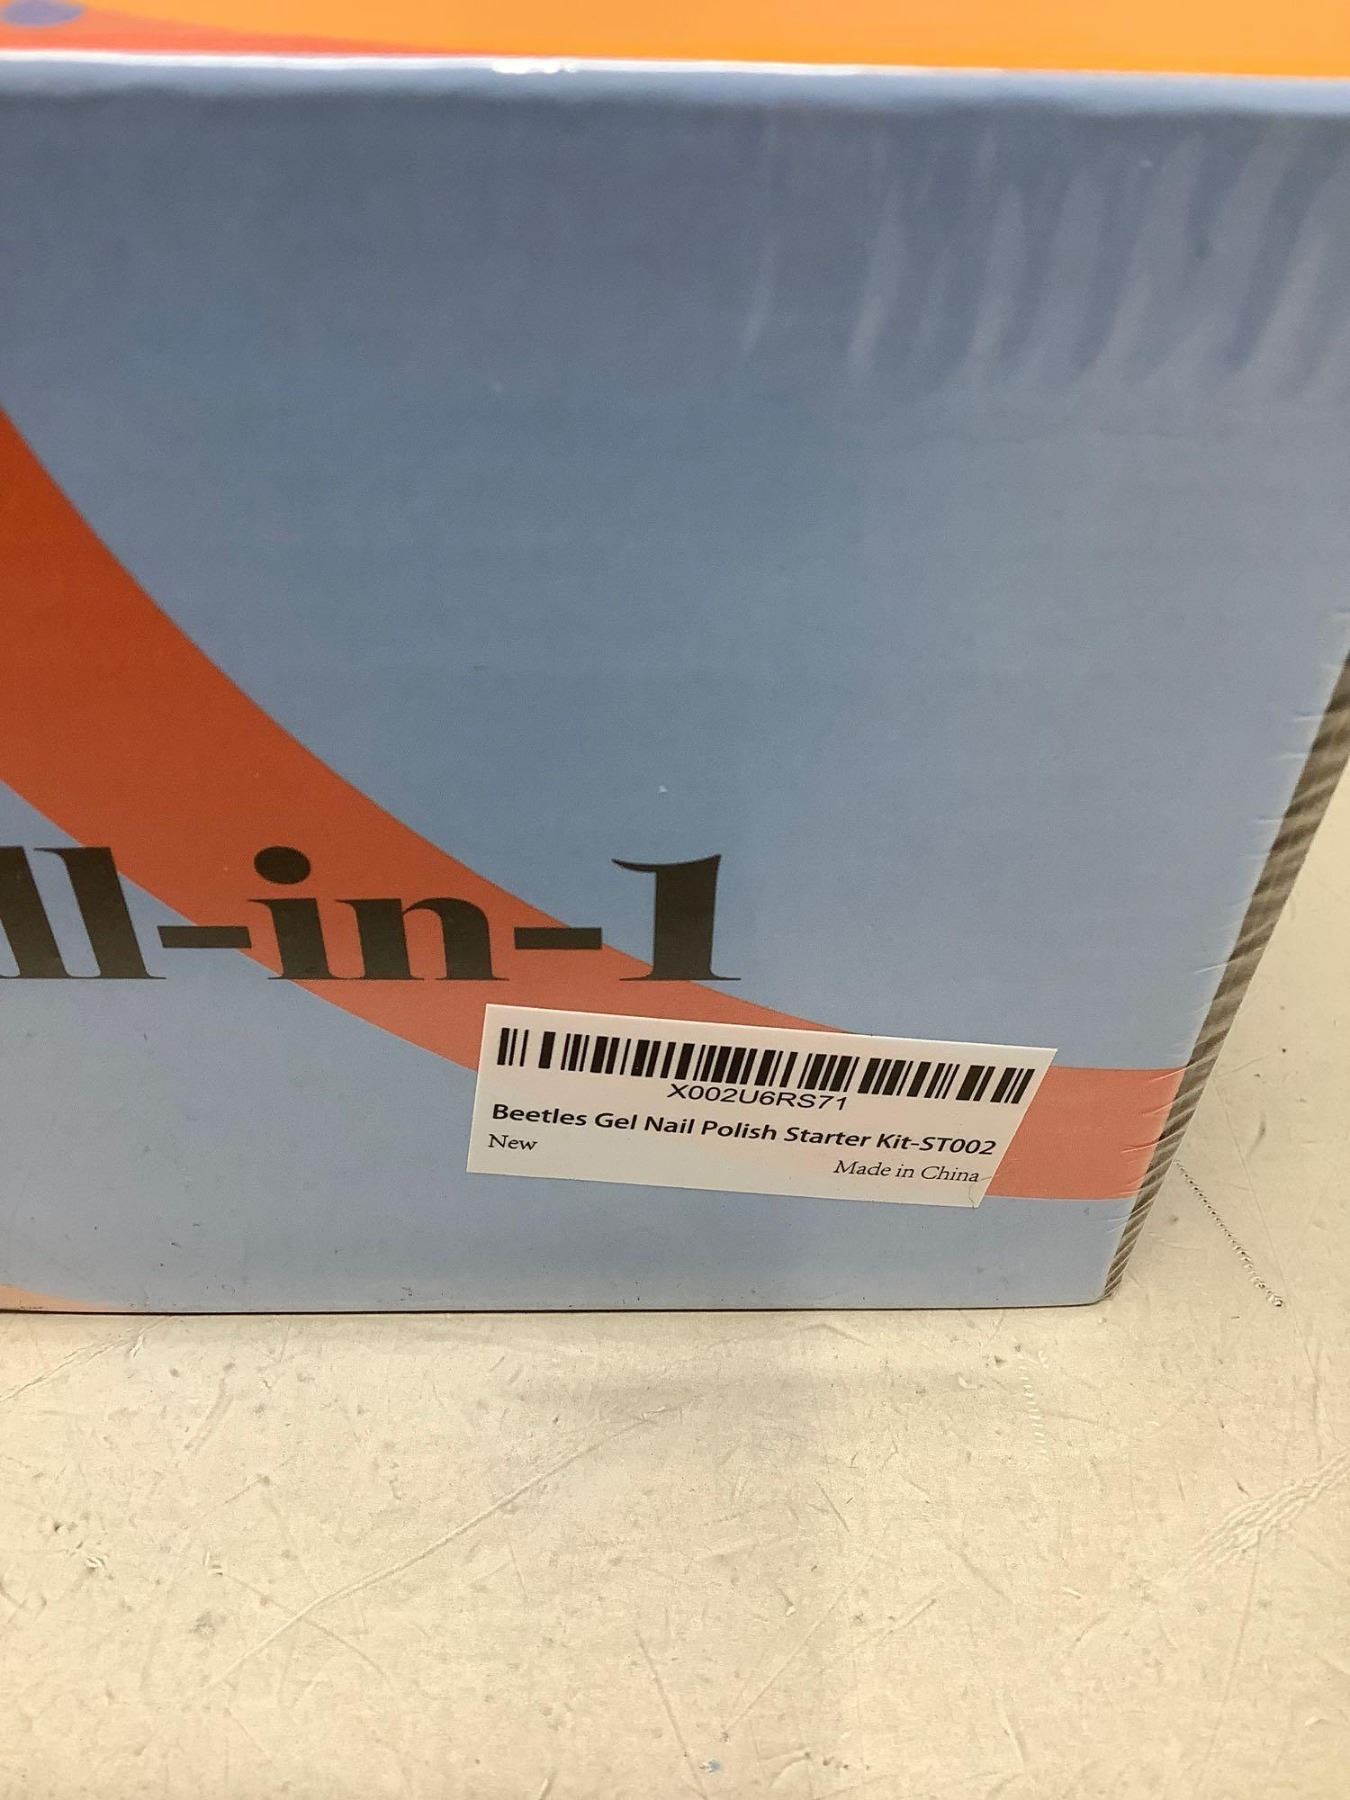 ll-in-1
X002U6RS71
Beetles Gel Nail Polish Starter Kit-ST002
New
Made in China